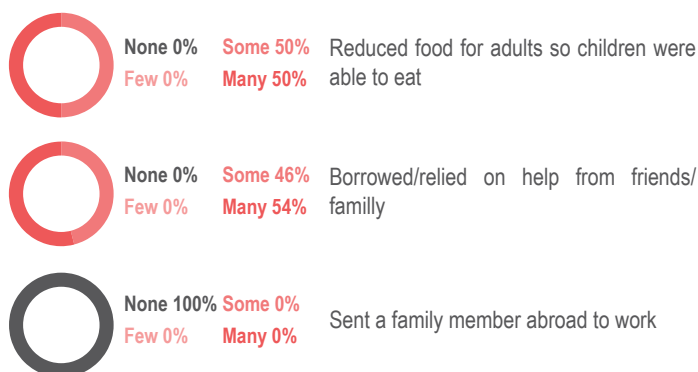 None 0% Some 50% Reduced food for adults so children were
Few 0% Many 50% able to eat
None 0% Some 46% Borrowed/relied on help from friends/
Few 0% Many 54% familly
None 100% Some 0%
Few 0% Many 0%
Sent a family member abroad to work